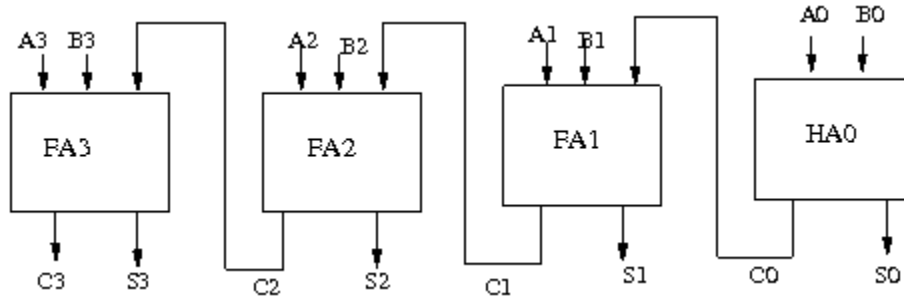 A3 B3 A2 B2 A1 B1 A0 B0
FA3 FA2 FA1 HA0
C3 S3 C2 S2 C1 S1 C0 S0